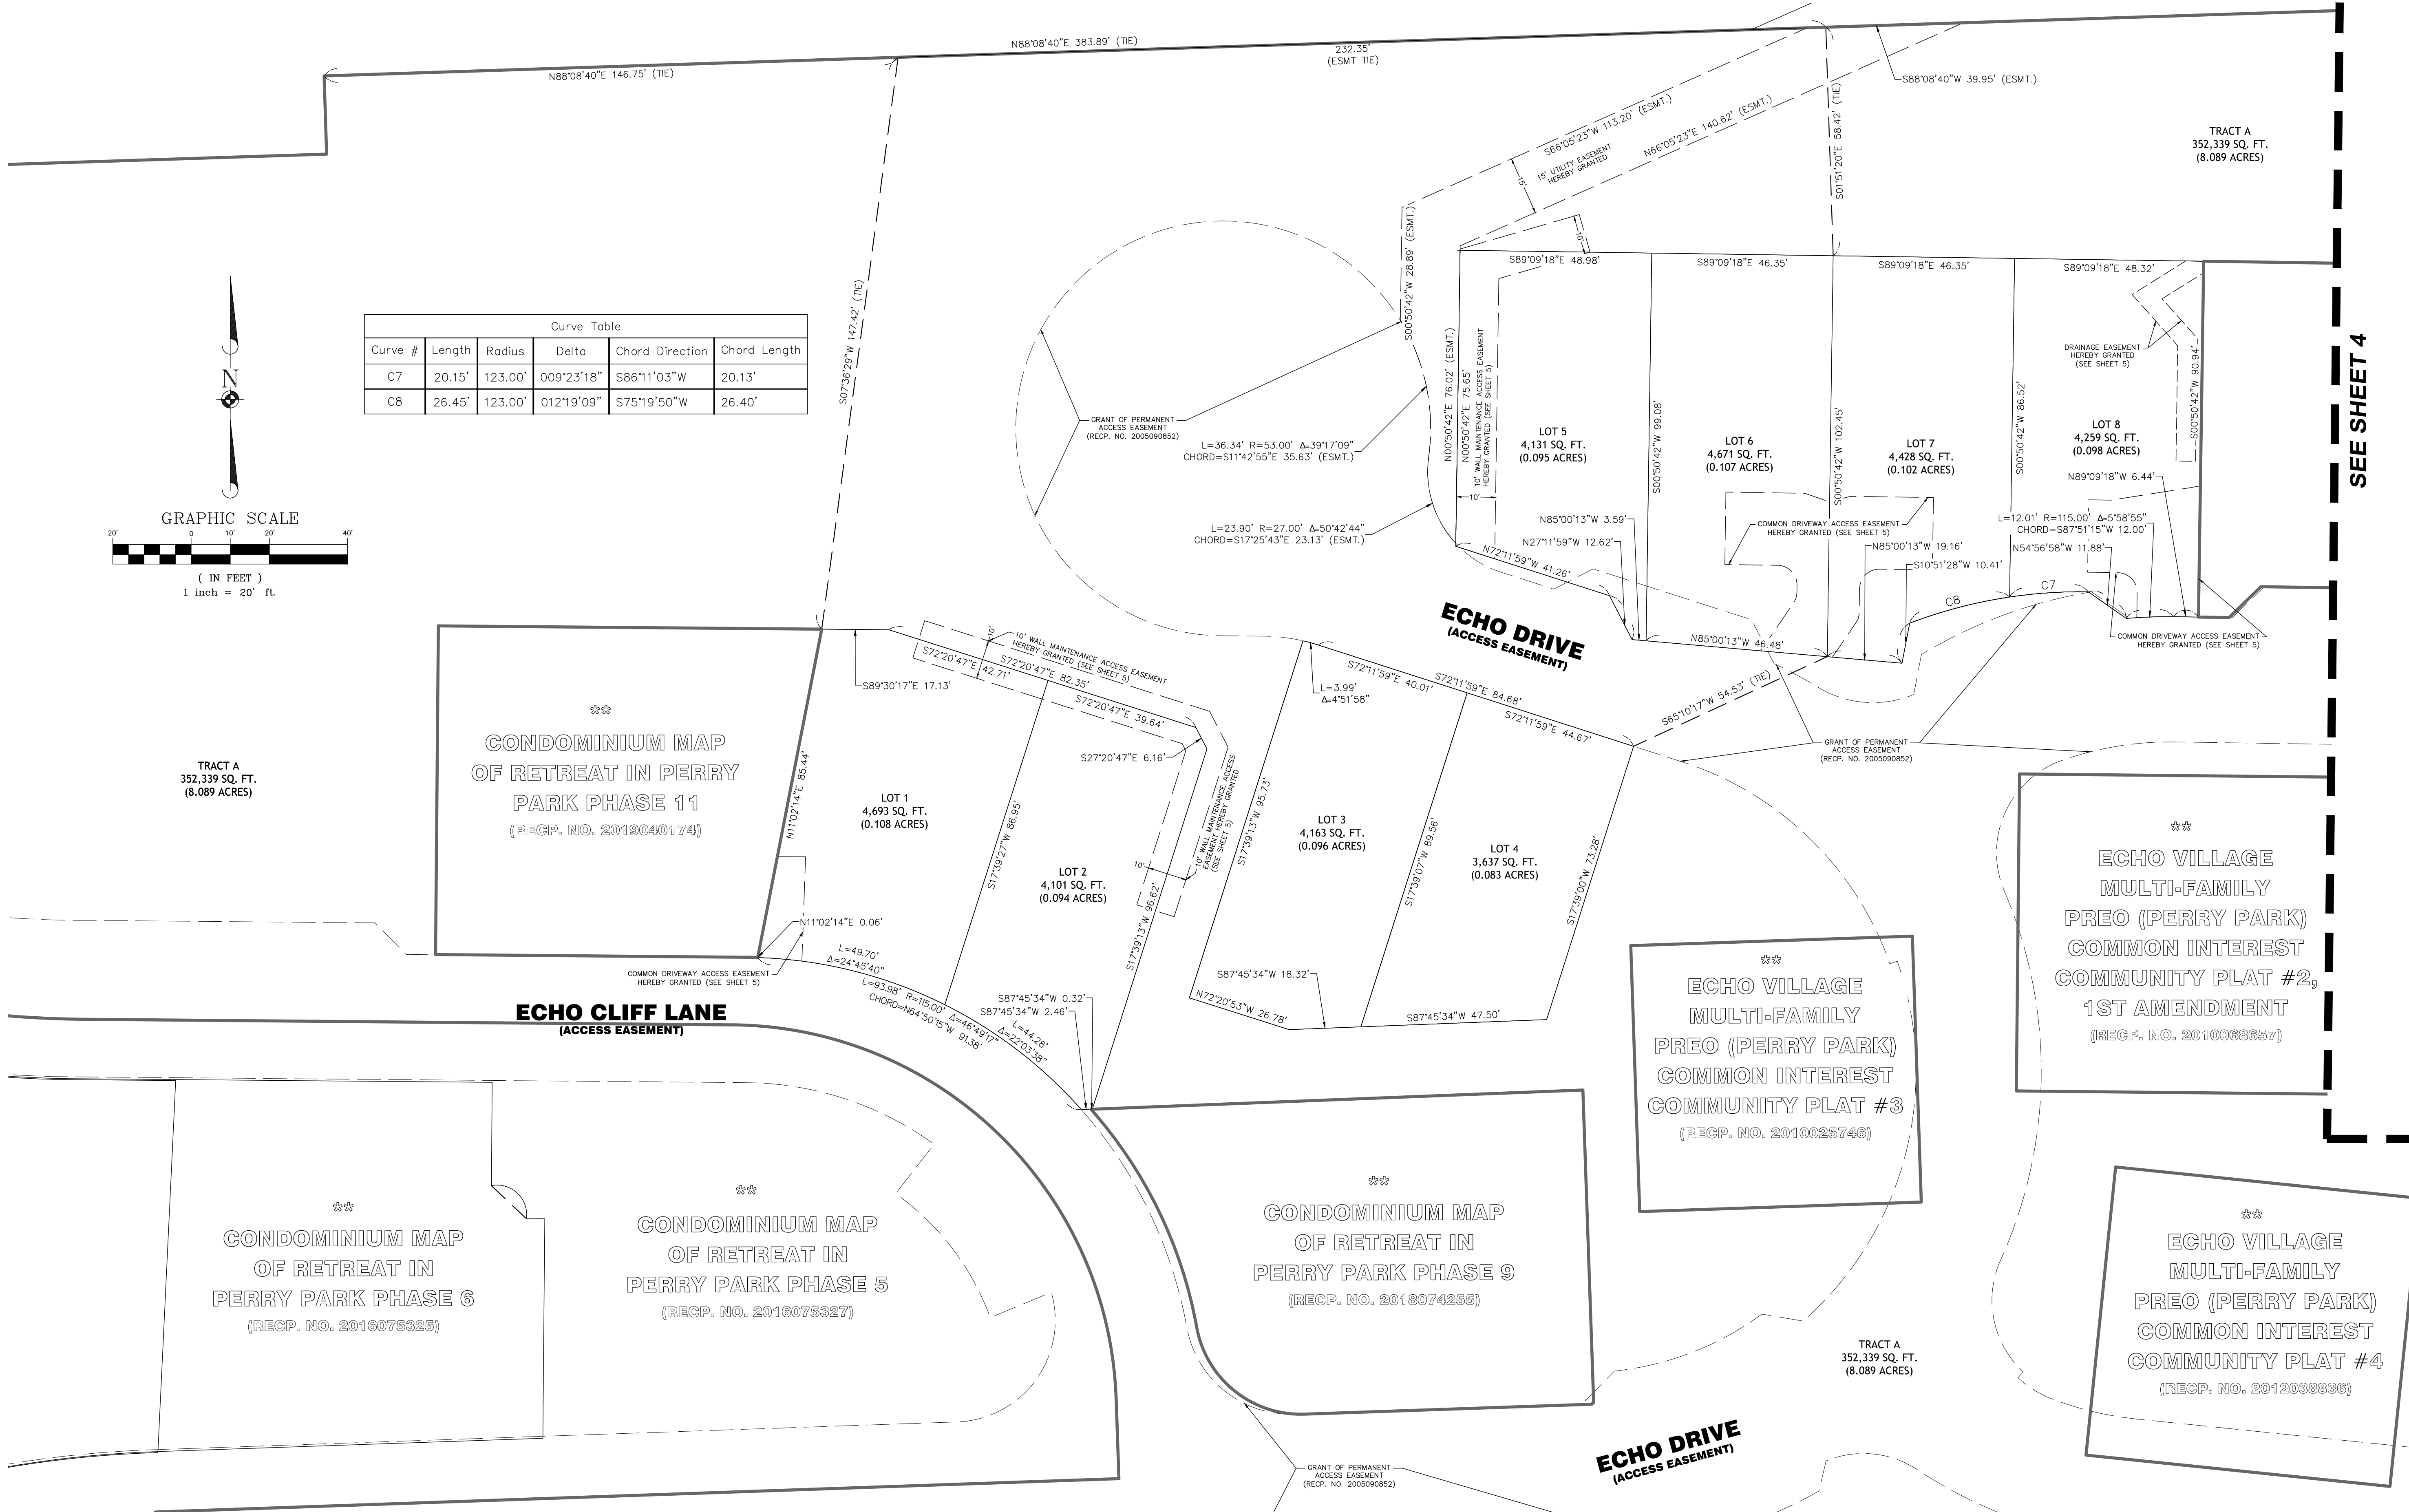 N88°08'40"E 383.89' (TIE)
N88°08'40"E 146.75' (TIE)
232.35'
(ESMT TIE)
S88°08'40"W 39.95' (ESMT.)
S66°05'23"W 113.20' (ESMT.)
N66°05'23"E 140.62' (ESMT.)
15' UTILITY EASEMENT
HEREBY GRANTED
15'
S01°51'20"E 58.42' (TIE)
TRACT A
352,339 SQ. FT.
(8.089 ACRES)
SEE SHEET 4
S07°36'29"W 147.42' (TIE)
N
GRAPHIC SCALE
20' 0 10' 20' 40'
( IN FEET )
1 inch = 20' ft.
Curve Table
Curve # Length Radius Delta Chord Direction Chord Length
C7 20.15' 123.00' 009°23'18" S86°11'03"W 20.13'
C8 26.45' 123.00' 012°19'09" S75°19'50"W 26.40'
GRANT OF PERMANENT
ACCESS EASEMENT
(RECP. NO. 2005090852)
S00°50'42"W 28.89' (ESMT.)
L=36.34' R=53.00' Δ=39°17'09"
CHORD=S11°42'55"E 35.63' (ESMT.)
L=23.90' R=27.00' Δ=50°42'44"
CHORD=S17°25'43"E 23.13' (ESMT.)
N00°50'42"E 76.02' (ESMT.)
N00°50'42"E 75.65'
10' WALL MAINTENANCE ACCESS EASEMENT
HEREBY GRANTED (SEE SHEET 5)
10'
10'
S89°09'18"E 48.98'
S89°09'18"E 46.35'
S89°09'18"E 46.35'
S89°09'18"E 48.32'
LOT 5
4,131 SQ. FT.
(0.095 ACRES)
S00°50'42"W 99.08'
LOT 6
4,671 SQ. FT.
(0.107 ACRES)
S00°50'42"W 102.45'
LOT 7
4,428 SQ. FT.
(0.102 ACRES)
S00°50'42"W 86.52'
LOT 8
4,259 SQ. FT.
(0.098 ACRES)
S00°50'42"W 90.94'
DRAINAGE EASEMENT
HEREBY GRANTED
(SEE SHEET 5)
N89°09'18"W 6.44'
L=12.01' R=115.00' Δ=5°58'55"
CHORD=S87°51'15"W 12.00'
N54°56'58"W 11.88'
COMMON DRIVEWAY ACCESS EASEMENT
HEREBY GRANTED (SEE SHEET 5)
N85°00'13"W 3.59'
N27°11'59"W 12.62'
N72°11'59"W 41.26'
N85°00'13"W 19.16'
S10°51'28"W 10.41'
C8
C7
N85°00'13"W 46.48'
COMMON DRIVEWAY ACCESS EASEMENT
HEREBY GRANTED (SEE SHEET 5)
ECHO DRIVE
(ACCESS EASEMENT)
S65°10'17"W 54.53' (TIE)
GRANT OF PERMANENT
ACCESS EASEMENT
(RECP. NO. 2005090852)
S89°30'17"E 17.13'
10' WALL MAINTENANCE ACCESS EASEMENT
HEREBY GRANTED (SEE SHEET 5)
10'
S72°20'47"E 42.71'
S72°20'47"E 82.35'
S72°20'47"E 39.64'
S27°20'47"E 6.16'
10' WALL MAINTENANCE ACCESS
EASEMENT HEREBY GRANTED
(SEE SHEET 5)
10'
L=3.99'
Δ=4°51'58"
S72°11'59"E 40.01'
S72°11'59"E 84.68'
S72°11'59"E 44.67'
TRACT A
352,339 SQ. FT.
(8.089 ACRES)
**
CONDOMINIUM MAP
OF RETREAT IN PERRY
PARK PHASE 11
(RECP. NO. 2019040174)
N11°02'14"E 85.44'
LOT 1
4,693 SQ. FT.
(0.108 ACRES)
S17°39'27"W 86.95'
LOT 2
4,101 SQ. FT.
(0.094 ACRES)
S17°39'13"W 96.62'
S17°39'13"W 95.73'
LOT 3
4,163 SQ. FT.
(0.096 ACRES)
S17°39'07"W 89.56'
LOT 4
3,637 SQ. FT.
(0.083 ACRES)
S17°39'00"W 73.28'
N11°02'14"E 0.06'
COMMON DRIVEWAY ACCESS EASEMENT
HEREBY GRANTED (SEE SHEET 5)
L=49.70'
Δ=24°45'40"
L=93.98' R=115.00' Δ=46°49'17"
CHORD=N64°50'15"W 91.38'
L=44.28'
Δ=22°03'38"
S87°45'34"W 0.32'
S87°45'34"W 2.46'
S87°45'34"W 18.32'
N72°20'53"W 26.78'
S87°45'34"W 47.50'
ECHO CLIFF LANE
(ACCESS EASEMENT)
**
ECHO VILLAGE
MULTI-FAMILY
PREO (PERRY PARK)
COMMON INTEREST
COMMUNITY PLAT #3
(RECP. NO. 2010025746)
**
ECHO VILLAGE
MULTI-FAMILY
PREO (PERRY PARK)
COMMON INTEREST
COMMUNITY PLAT #2,
1ST AMENDMENT
(RECP. NO. 2010068657)
**
CONDOMINIUM MAP
OF RETREAT IN
PERRY PARK PHASE 6
(RECP. NO. 2016075325)
**
CONDOMINIUM MAP
OF RETREAT IN
PERRY PARK PHASE 5
(RECP. NO. 2016075327)
**
CONDOMINIUM MAP
OF RETREAT IN
PERRY PARK PHASE 9
(RECP. NO. 2018074255)
**
ECHO VILLAGE
MULTI-FAMILY
PREO (PERRY PARK)
COMMON INTEREST
COMMUNITY PLAT #4
(RECP. NO. 2012038836)
TRACT A
352,339 SQ. FT.
(8.089 ACRES)
ECHO DRIVE
(ACCESS EASEMENT)
GRANT OF PERMANENT
ACCESS EASEMENT
(RECP. NO. 2005090852)